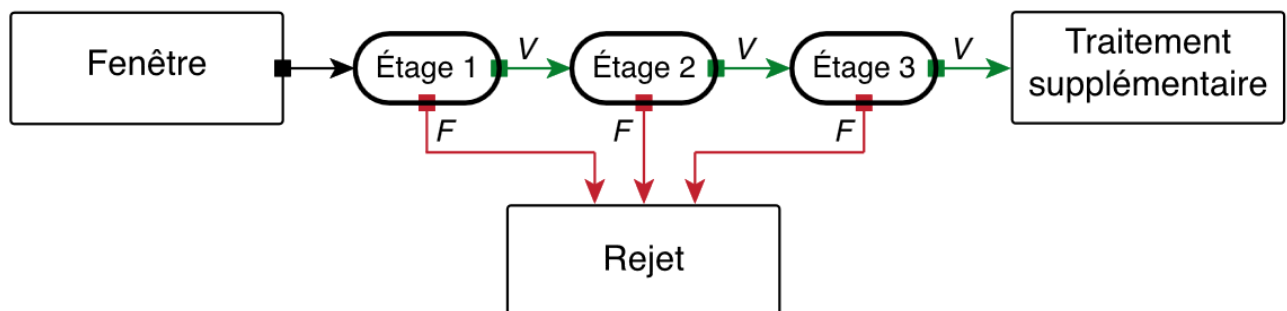 Fenêtre
Étage 1
V
Étage 2
V
Étage 3
V
Traitement
supplémentaire
F
F
F
Rejet